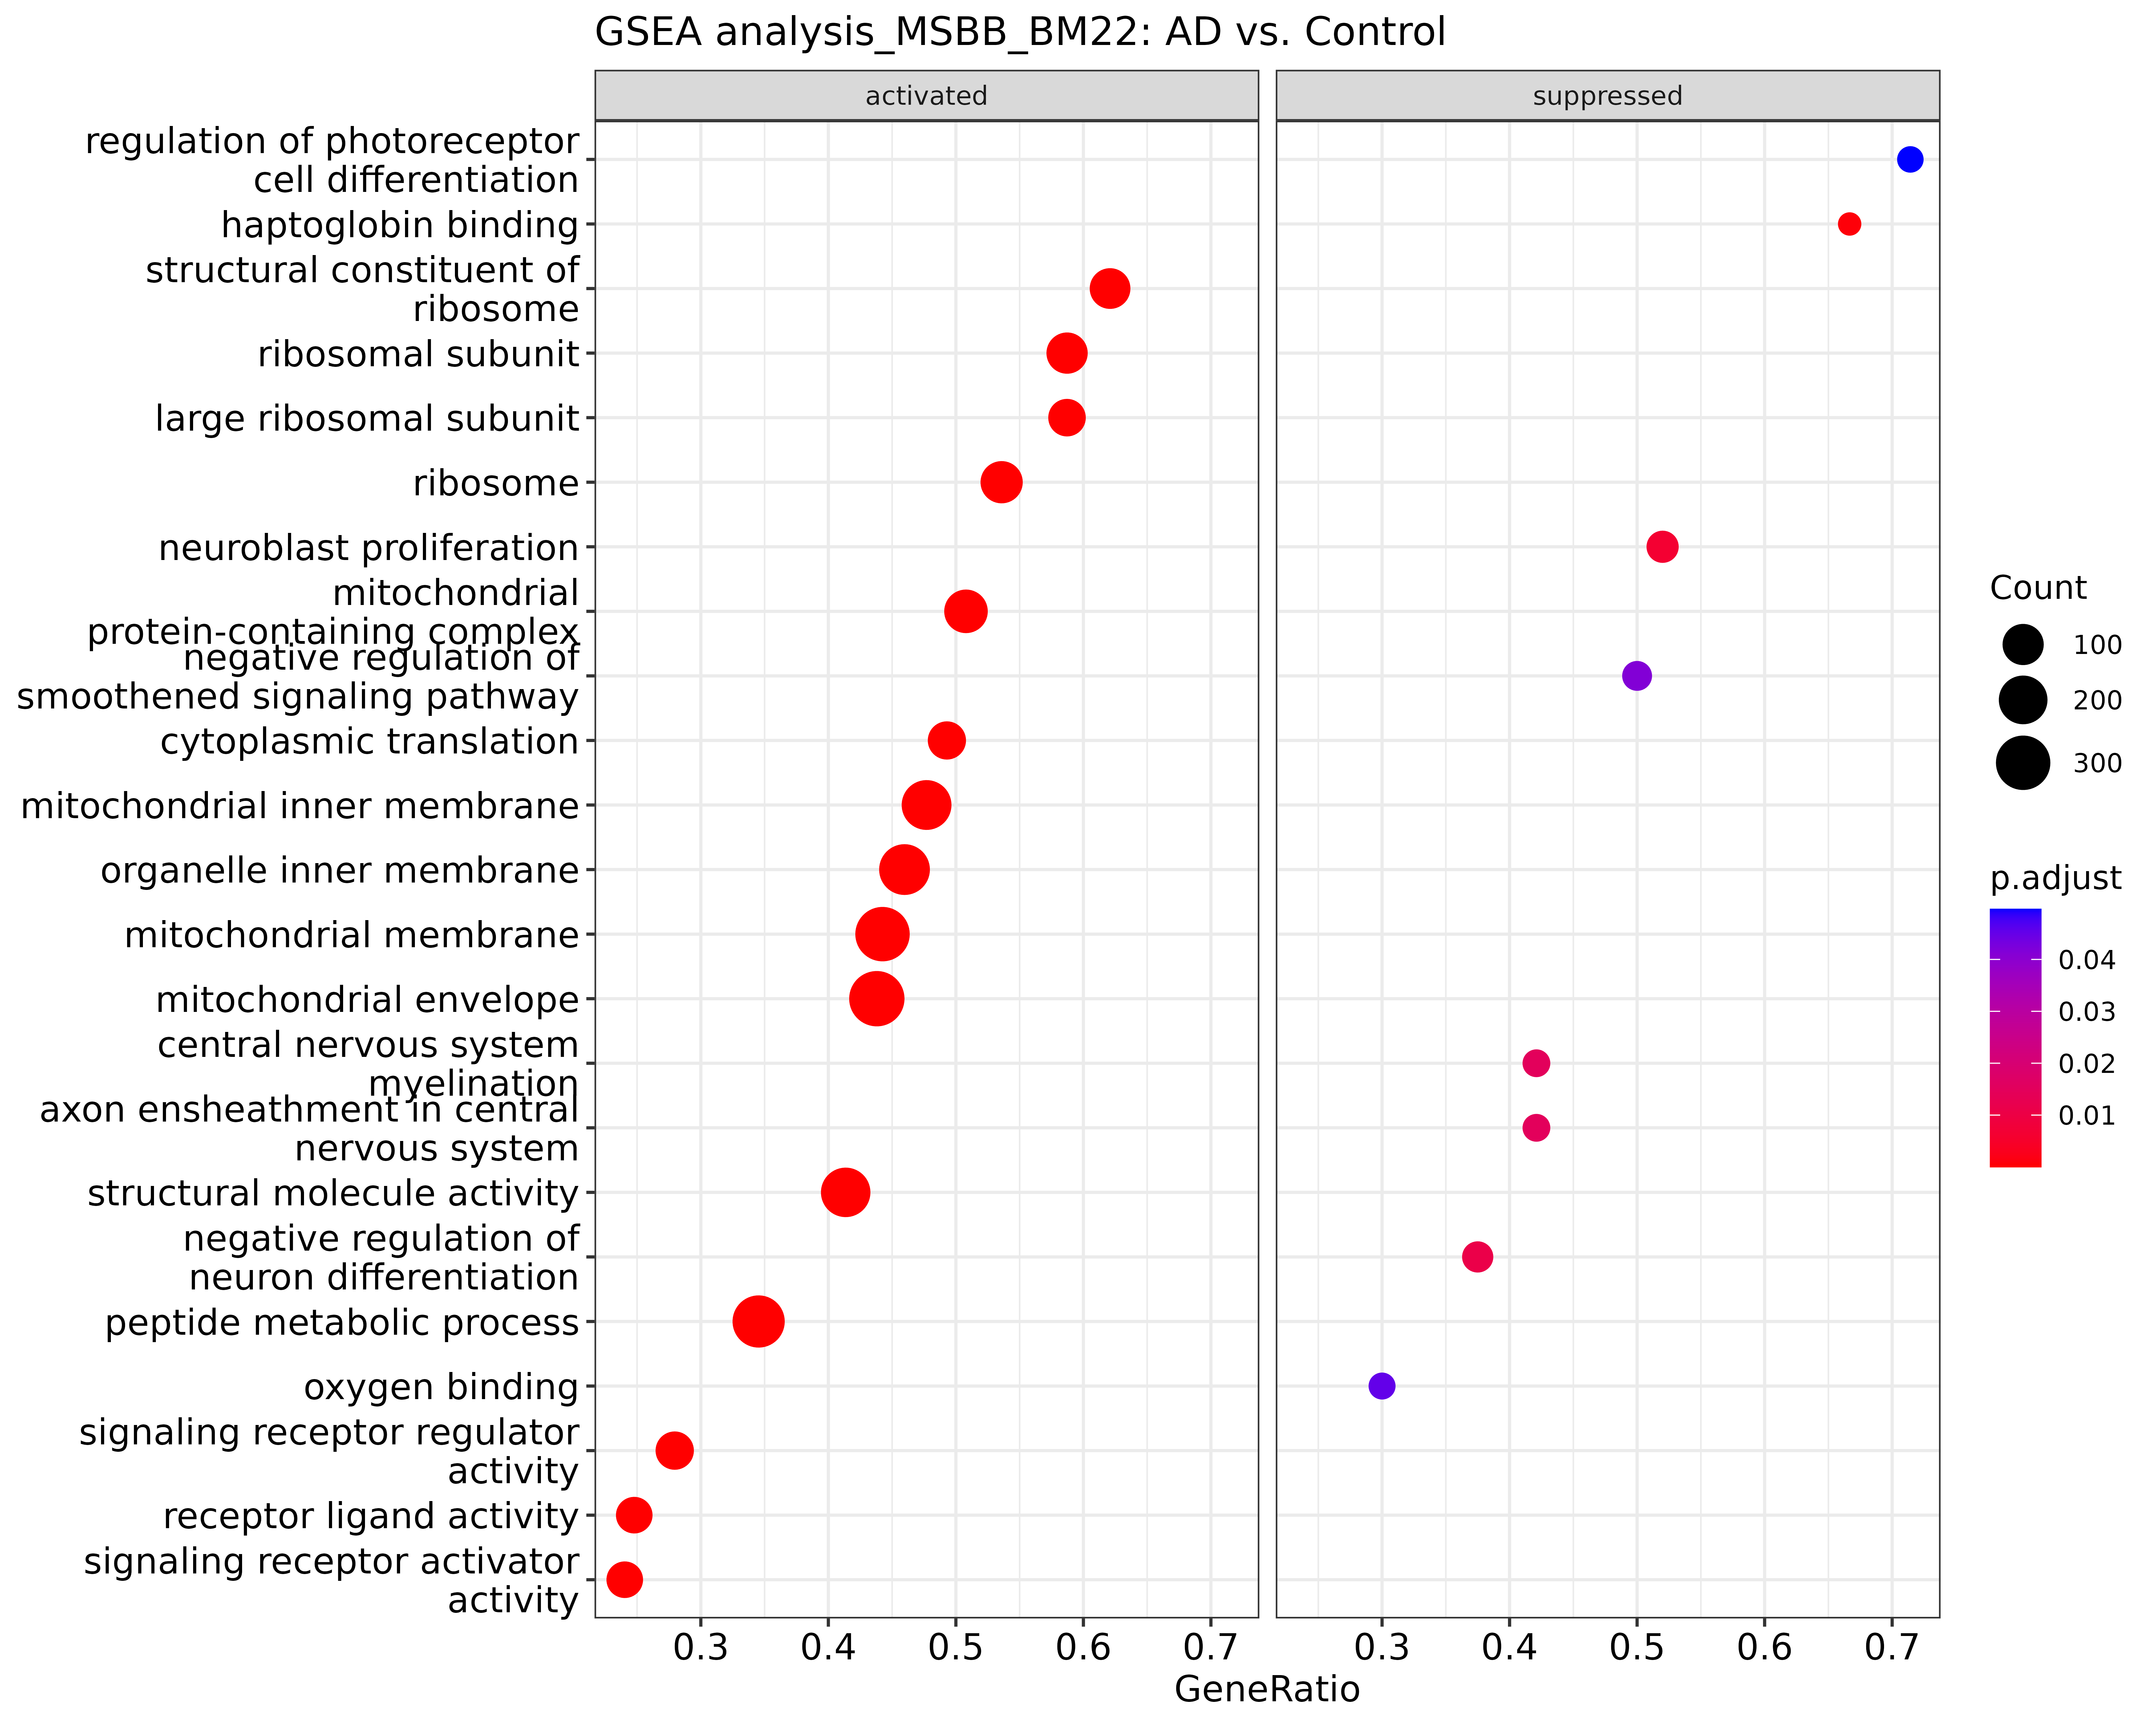 GSEA analysis_MSBB_BM22: AD vs. Control
activated
suppressed
regulation of photoreceptor
cell differentiation
haptoglobin binding
structural constituent of
ribosome
ribosomal subunit
large ribosomal subunit
ribosome
neuroblast proliferation
mitochondrial
protein-containing complex
negative regulation of
smoothened signaling pathway
cytoplasmic translation
mitochondrial inner membrane
organelle inner membrane
mitochondrial membrane
mitochondrial envelope
central nervous system
myelination
axon ensheathment in central
nervous system
structural molecule activity
negative regulation of
neuron differentiation
peptide metabolic process
oxygen binding
signaling receptor regulator
activity
receptor ligand activity
signaling receptor activator
activity
0.3 0.4 0.5 0.6 0.7
0.3 0.4 0.5 0.6 0.7
GeneRatio
Count
100
200
300
p.adjust
0.04
0.03
0.02
0.01